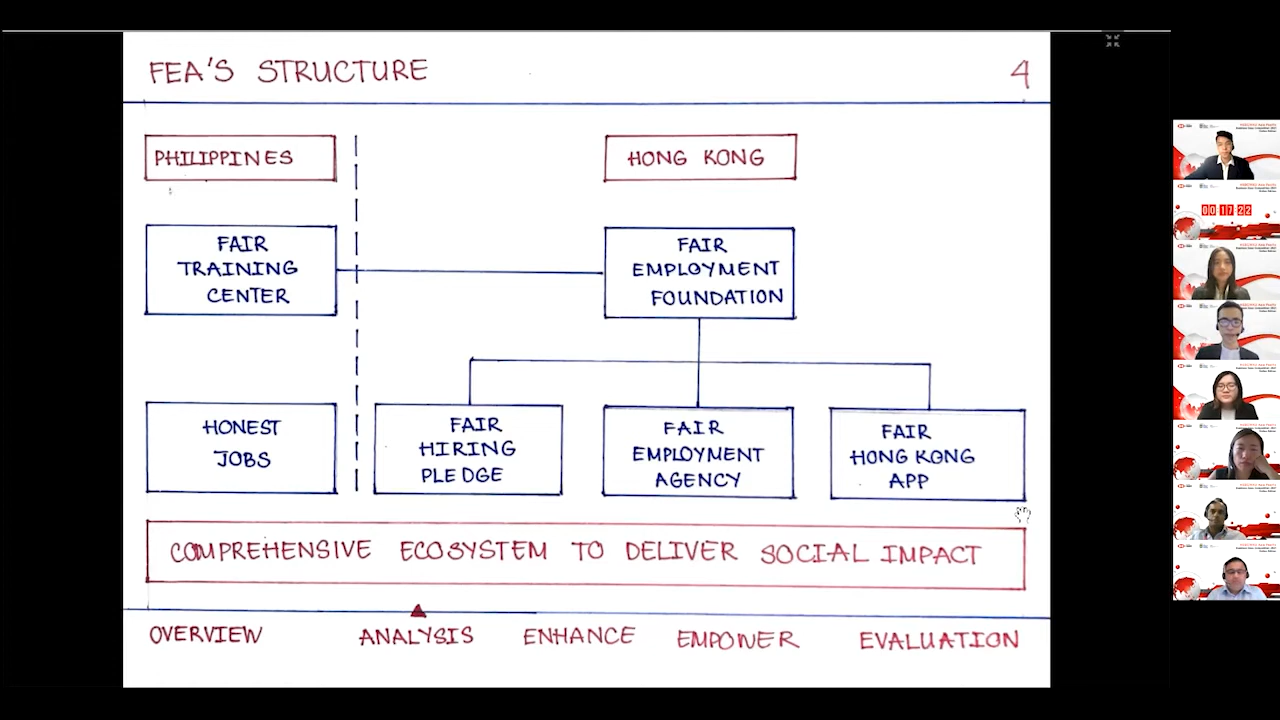 FEA'S STRUCTURE
4
PHILIPPINES
HONG KONG
FAIR
TRAINING
CENTER
FAIR
EMPLOYMENT
FOUNDATION
HONEST
JOBS
FAIR
HIRING
PLEDGE
FAIR
EMPLOYMENT
AGENCY
FAIR
HONG KONG
APP
COMPREHENSIVE ECOSYSTEM TO DELIVER SOCIAL IMPACT
OVERVIEW
ANALYSIS
ENHANCE
EMPOWER
EVALUATION
00 17 22